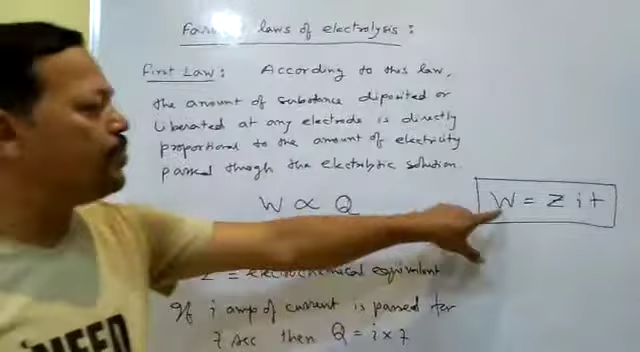 laws of electrolysis :
First Law : According to this law,
the amount of substance deposited or
liberated at any electrode is directly
proportional to the amount of electricity
passed through the electrolytic solution.
W ∝ Q
W = Z i t
= electrochemical equivalent
If i amp of current is passed for
t sec then Q = i × t
NEED